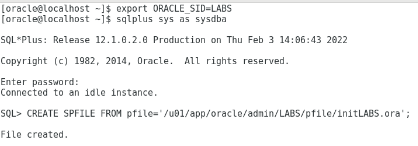 [oracle@localhost ~]$ export ORACLE_SID=LABS
[oracle@localhost ~]$ sqlplus sys as sysdba
SQL*Plus: Release 12.1.0.2.0 Production on Thu Feb 3 14:06:43 2022
Copyright (c) 1982, 2014, Oracle.  All rights reserved.
Enter password:
Connected to an idle instance.
SQL> CREATE SPFILE FROM pfile='/u01/app/oracle/admin/LABS/pfile/initLABS.ora';
File created.